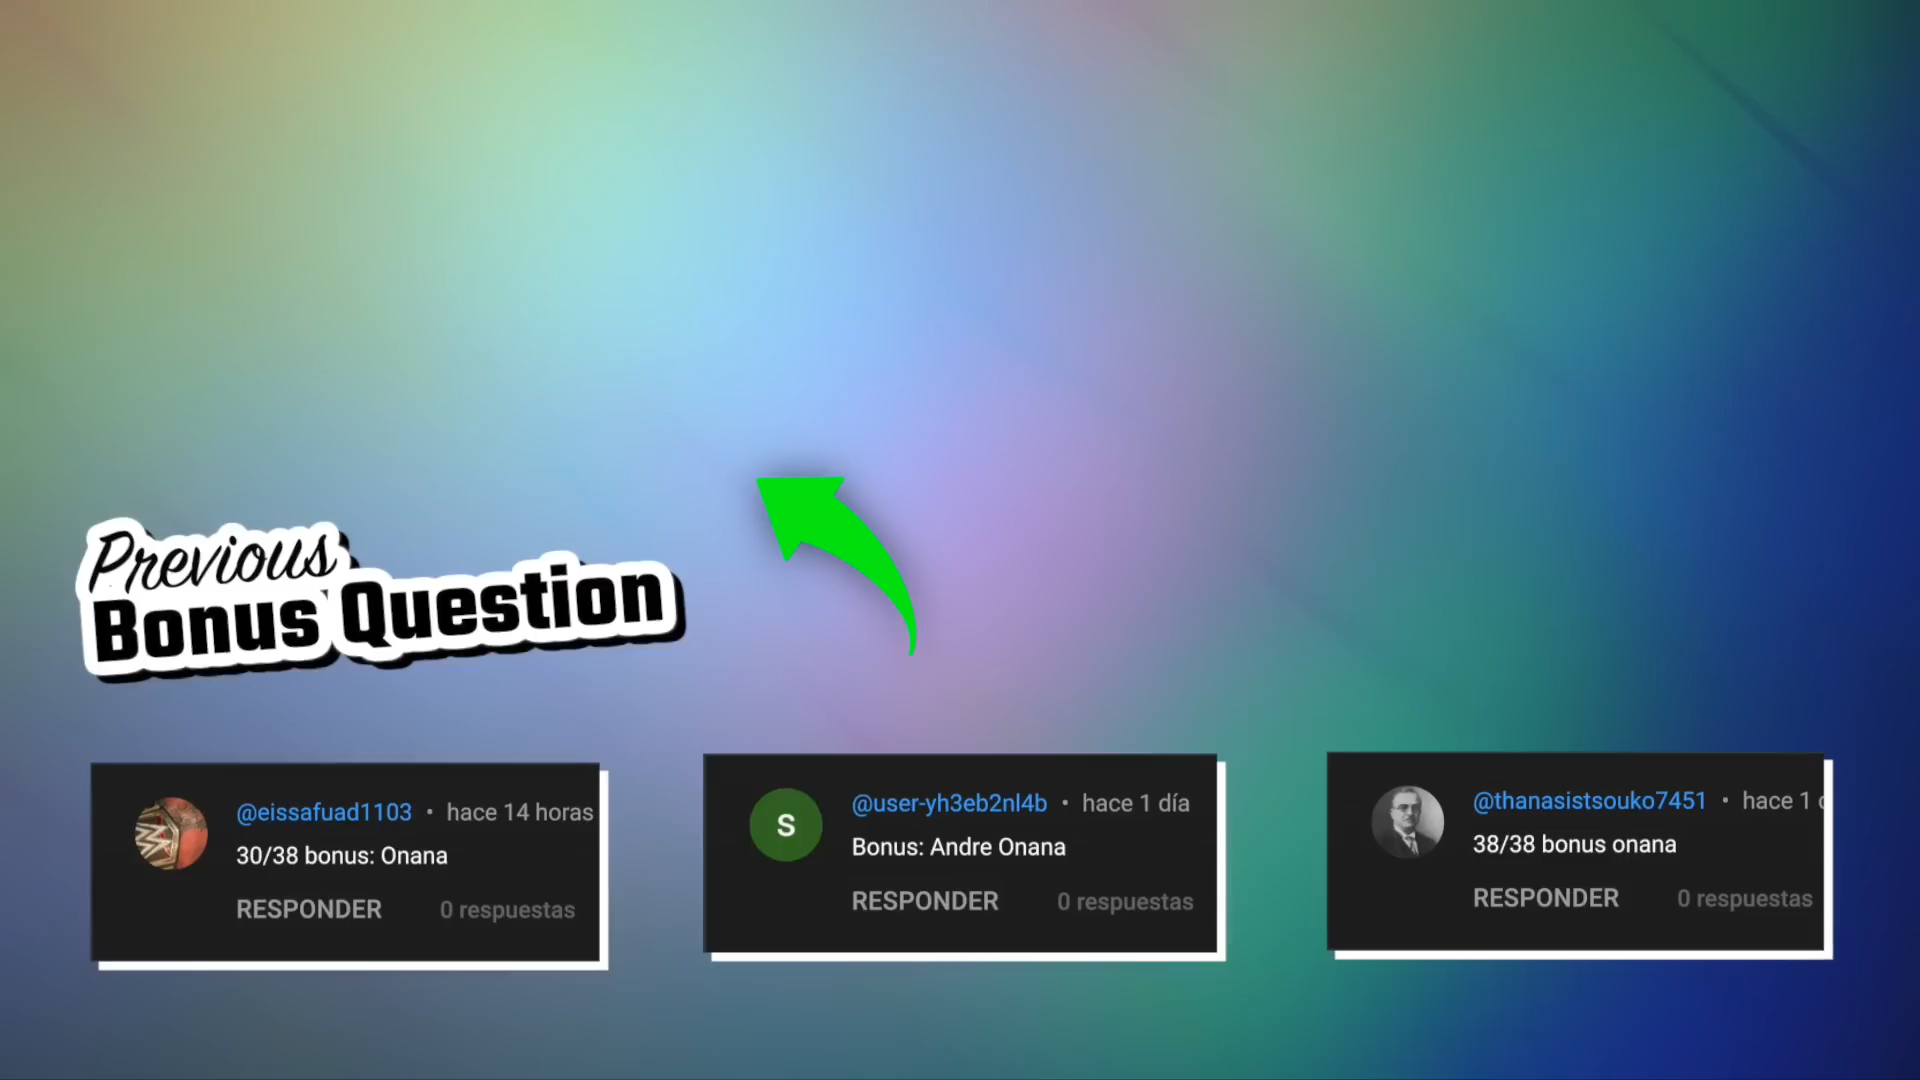 Previous
Bonus Question
@eissafuad1103 • hace 14 horas
30/38 bonus: Onana
RESPONDER 0 respuestas
S
@user-yh3eb2nl4b • hace 1 día
Bonus: Andre Onana
RESPONDER 0 respuestas
@thanasistsouko7451 • hace 1
38/38 bonus onana
RESPONDER 0 respuestas